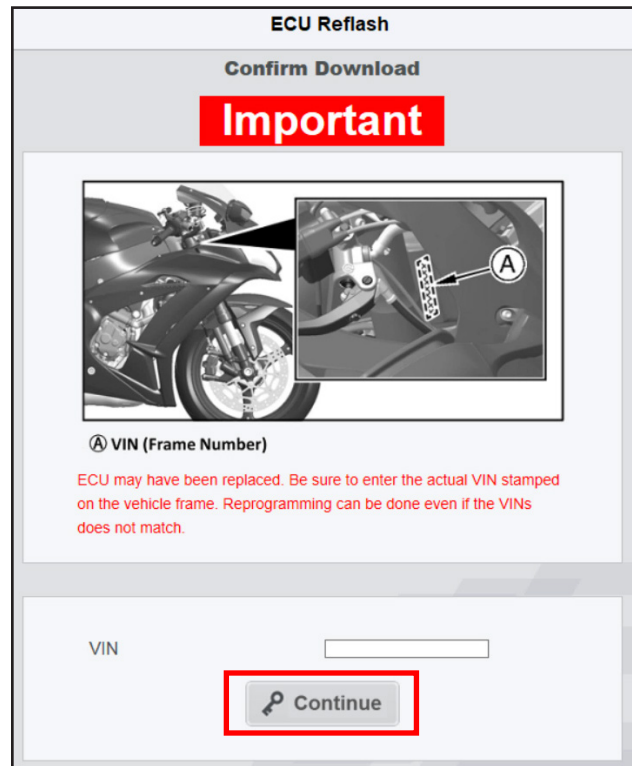 ECU Reflash
Confirm Download
Important
A
Ⓐ VIN (Frame Number)
ECU may have been replaced. Be sure to enter the actual VIN stamped
on the vehicle frame. Reprogramming can be done even if the VINs
does not match.
VIN
Continue